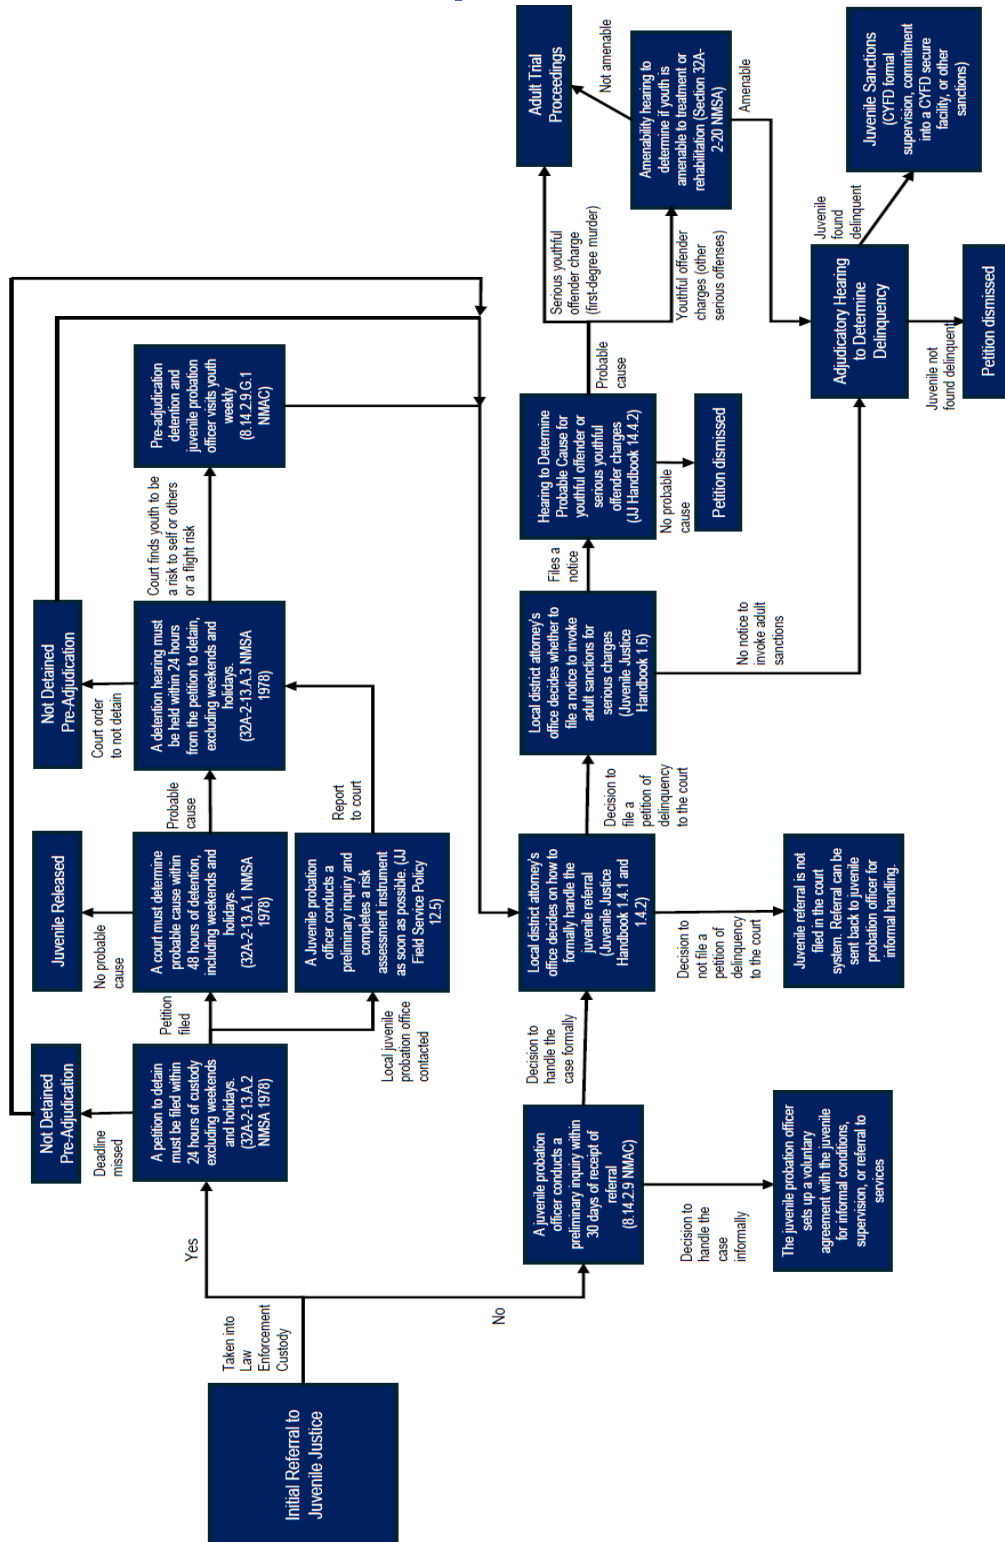 Initial Referral to
Juvenile Justice
Taken into
Law
Enforcement
Custody
Yes
No
Not Detained
Pre-Adjudication
Deadline
missed
A petition to detain
must be filed within
24 hours of custody
excluding weekends
and holidays.
(32A-2-13.A.2
NMSA 1978)
Petition
filed
Local juvenile
probation office
contacted
Juvenile Released
No probable
cause
A court must determine
probable cause within
48 hours of detention,
including weekends and
holidays.
(32A-2-13.A.1 NMSA
1978)
Probable
cause
A Juvenile probation
officer conducts a
preliminary inquiry and
completes a risk
assessment instrument
as soon as possible. (JJ
Field Service Policy
12.5)
Report
to court
Not Detained
Pre-Adjudication
Court order
to not detain
A detention hearing must
be held within 24 hours
from the petition to detain,
excluding weekends and
holidays.
(32A-2-13.A.3 NMSA
1978)
Court finds youth to be
a risk to self or others
or a flight risk
Pre-adjudication
detention and
juvenile probation
officer visits youth
weekly
(8.14.2.9.G.1
NMAC)
A juvenile probation
officer conducts a
preliminary inquiry within
30 days of receipt of
referral
(8.14.2.9 NMAC)
Decision to
handle the
case formally
Decision to
handle the
case
informally
The juvenile probation officer
sets up a voluntary
agreement with the juvenile
for informal conditions,
supervision, or referral to
services
Local district attorney's
office decides on how to
formally handle the
juvenile referral
(Juvenile Justice
Handbook 1.4.1 and
1.4.2)
Decision to
file a
petition of
delinquency
to the court
Decision to
not file a
petition of
delinquency
to the court
Juvenile referral is not
filed in the court
system. Referral can be
sent back to juvenile
probation officer for
informal handling.
Local district attorney's
office decides whether to
file a notice to invoke
adult sanctions for
serious charges
(Juvenile Justice
Handbook 1.6)
Files a
notice
No notice to
invoke adult
sanctions
Hearing to Determine
Probable Cause for
youthful offender or
serious youthful
offender charges
(JJ Handbook 14.4.2)
No probable
cause
Petition dismissed
Probable
cause
Serious youthful
offender charge
(first-degree murder)
Youthful offender
charges (other
serious offenses)
Adult Trial
Proceedings
Not amenable
Amenability hearing to
determine if youth is
amenable to treatment or
rehabilitation (Section 32A-
2-20 NMSA)
Amenable
Adjudicatory Hearing
to Determine
Delinquency
Juvenile found
delinquent
Juvenile not
found delinquent
Petition dismissed
Juvenile Sanctions
(CYFD formal
supervision, commitment
into a CYFD secure
facility, or other
sanctions)